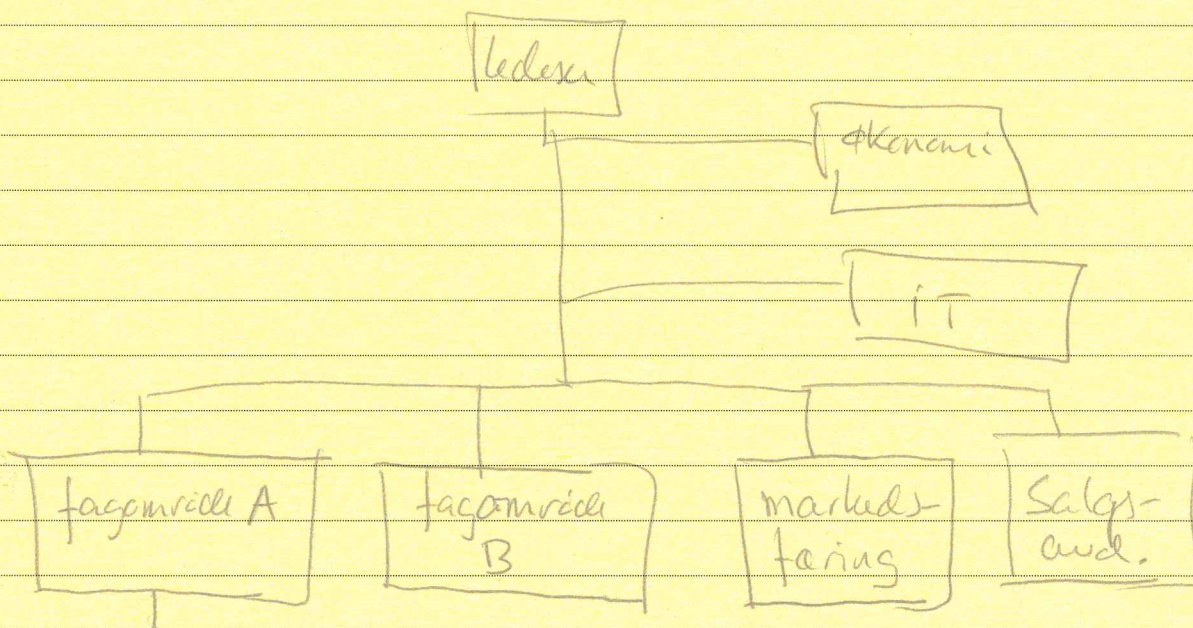 ledelse
økonomi
iT
fagområde A
fagområde
B
markeds-
føring
Salgs-
avd.